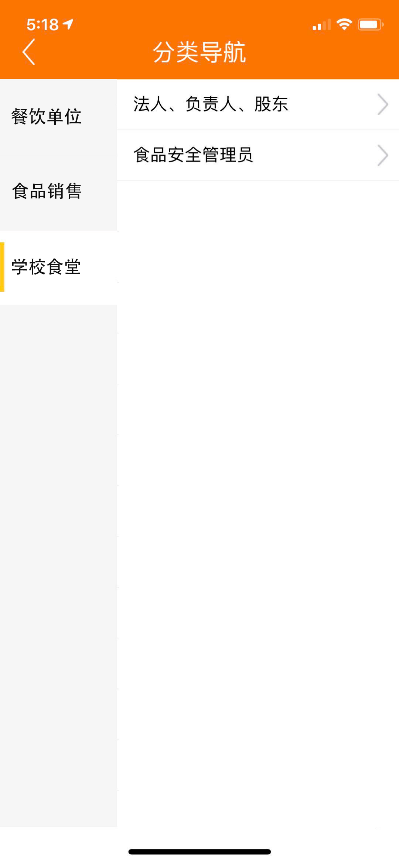 5:18
分类导航
餐饮单位
食品销售
学校食堂
法人、负责人、股东
食品安全管理员